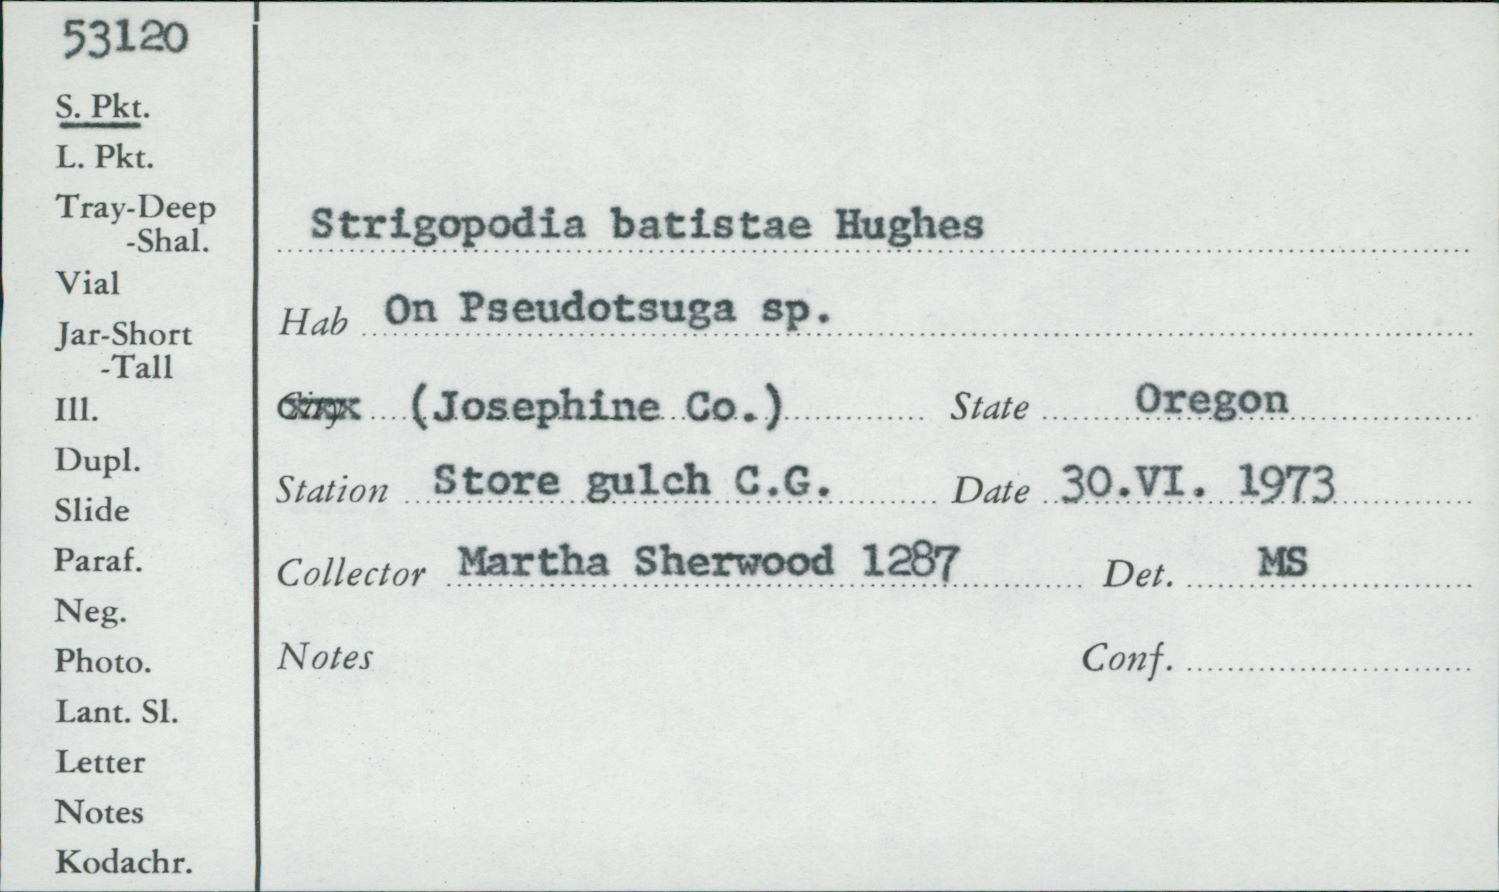 53120
S. Pkt.
L. Pkt.
Tray-Deep
-Shal.
Vial
Jar-Short
-Tall
Ill.
Dupl.
Slide
Paraf.
Neg.
Photo.
Lant. Sl.
Letter
Notes
Kodachr.
Strigopodia batistae Hughes
Hab On Pseudotsuga sp.
(Josephine Co.) State Oregon
Station Store gulch C.G. Date 30.VI. 1973
Collector Martha Sherwood 1287 Det. MS
Notes Conf.